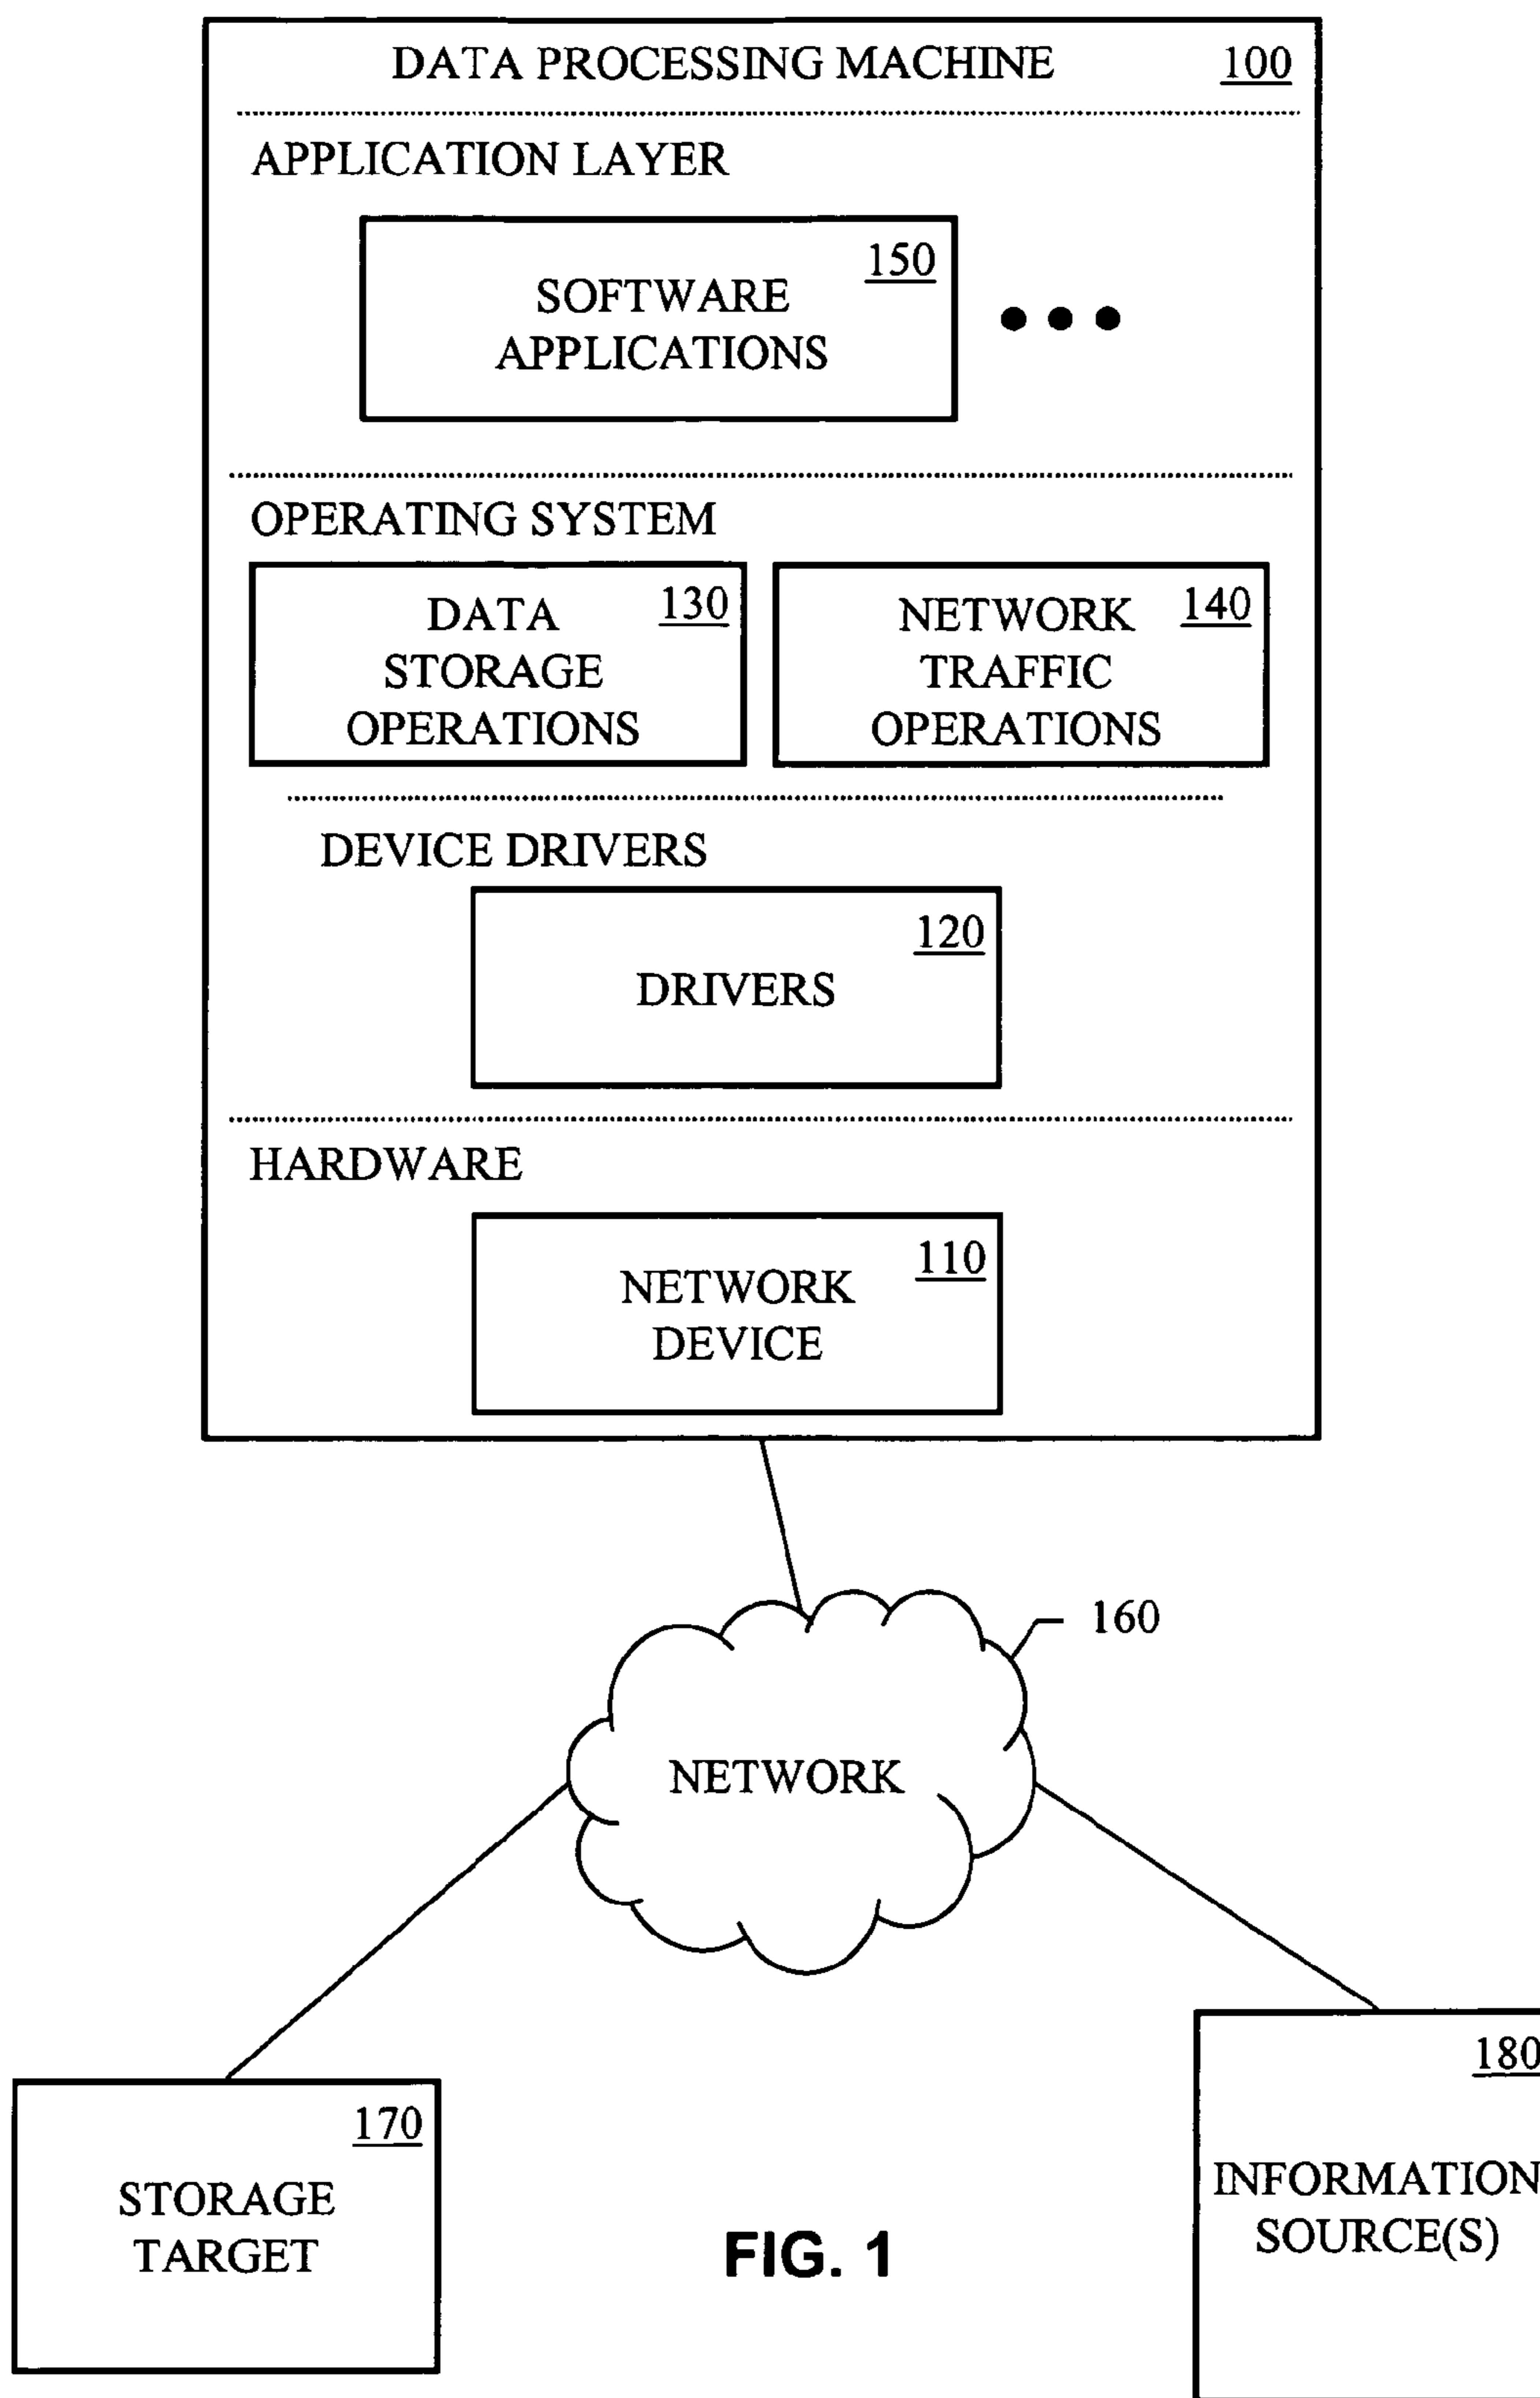 DATA PROCESSING MACHINE 100
APPLICATION LAYER
150
SOFTWARE
APPLICATIONS
OPERATING SYSTEM
130
DATA
STORAGE
OPERATIONS
140
NETWORK
TRAFFIC
OPERATIONS
DEVICE DRIVERS
120
DRIVERS
HARDWARE
110
NETWORK
DEVICE
160
NETWORK
170
STORAGE
TARGET
180
INFORMATION
SOURCE(S)
FIG. 1